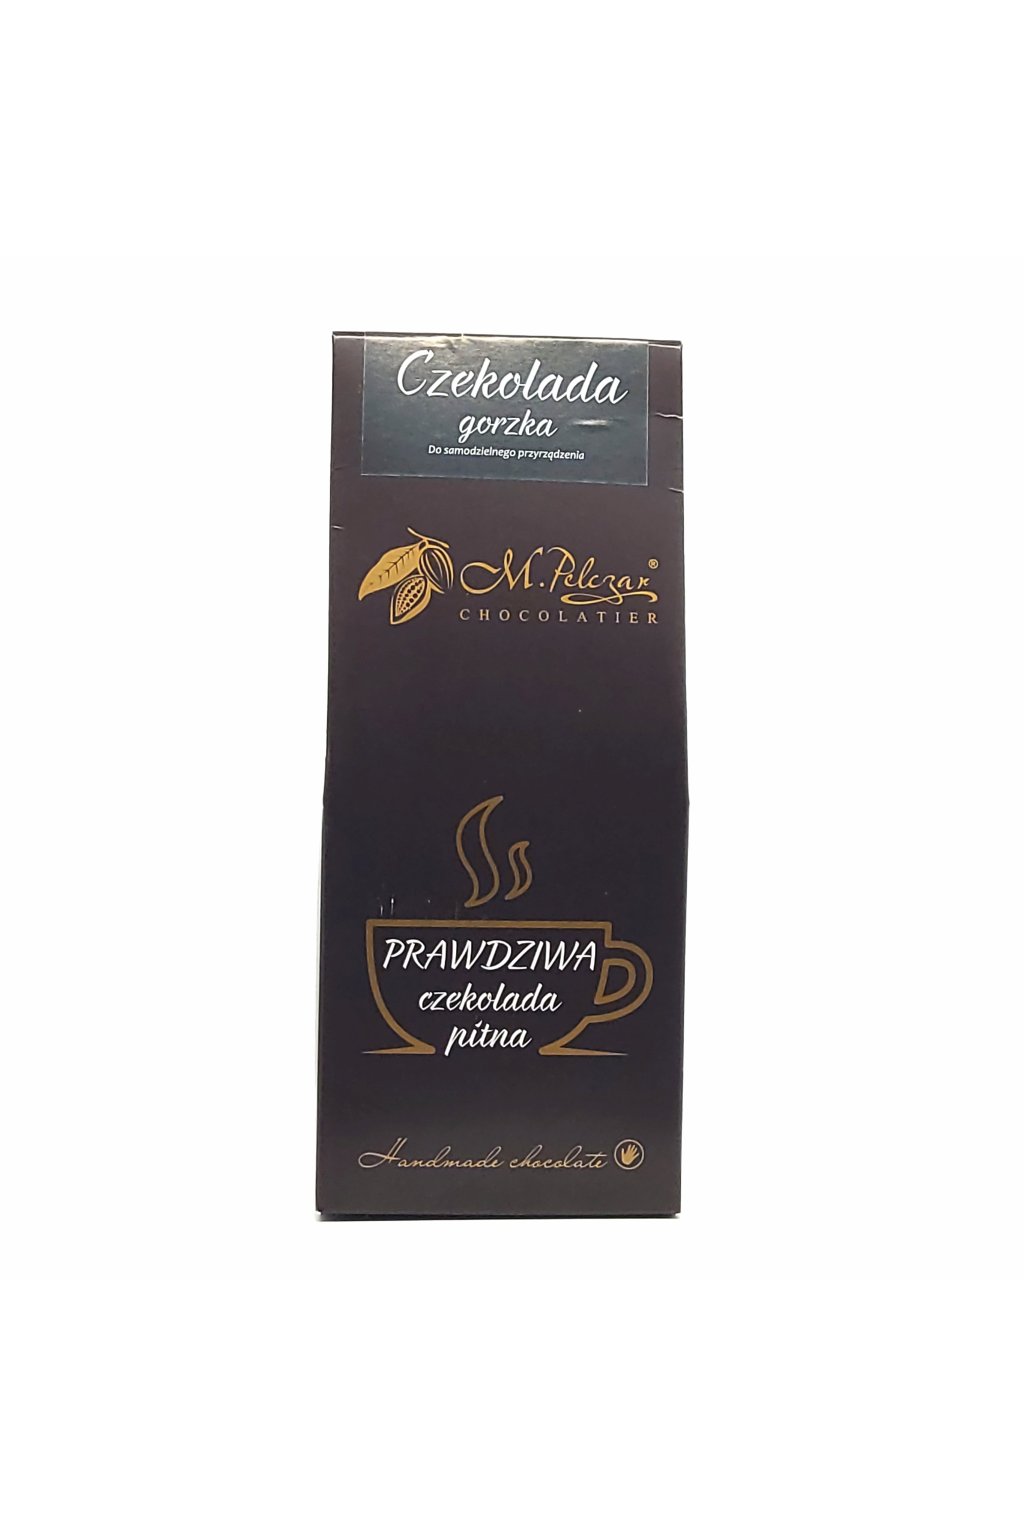 Czekolada
gorzka
Do samodzielnego przyrządzenia
M. Pelczar®
CHOCOLATIER
PRAWDZIWA
czekolada
pitna
Handmade chocolate